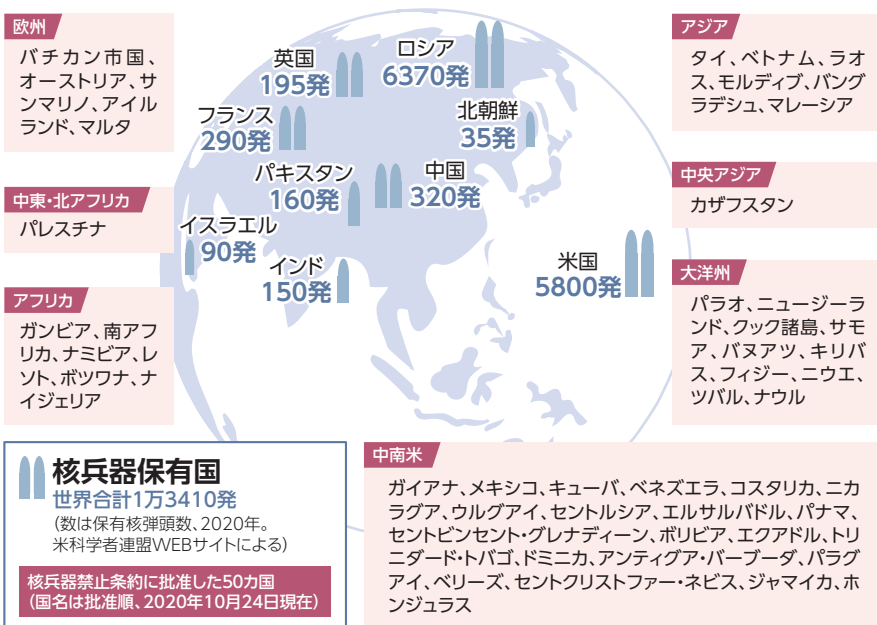 欧州
バチカン市国、
オーストリア、サ
ンマリノ、アイル
ランド、マルタ
中東・北アフリカ
パレスチナ
アフリカ
ガンビア、南アフ
リカ、ナミビア、レ
ソト、ボツワナ、ナ
イジェリア
英国
195発
ロシア
6370発
フランス
290発
北朝鮮
35発
パキスタン
160発
中国
320発
イスラエル
90発
インド
150発
米国
5800発
アジア
タイ、ベトナム、ラオ
ス、モルディブ、バング
ラデシュ、マレーシア
中央アジア
カザフスタン
大洋州
パラオ、ニュージーラ
ンド、クック諸島、サモ
ア、バヌアツ、キリバ
ス、フィジー、ニウエ、
ツバル、ナウル
核兵器保有国
世界合計1万3410発
(数は保有核弾頭数、2020年。
米科学者連盟WEBサイトによる)
核兵器禁止条約に批准した50カ国
(国名は批准順、2020年10月24日現在)
中南米
ガイアナ、メキシコ、キューバ、ベネズエラ、コスタリカ、ニカ
ラグア、ウルグアイ、セントルシア、エルサルバドル、パナマ、
セントビンセント・グレナディーン、ボリビア、エクアドル、トリ
ニダード・トバゴ、ドミニカ、アンティグア・バーブーダ、パラグ
アイ、ベリーズ、セントクリストファー・ネビス、ジャマイカ、ホ
ンジュラス